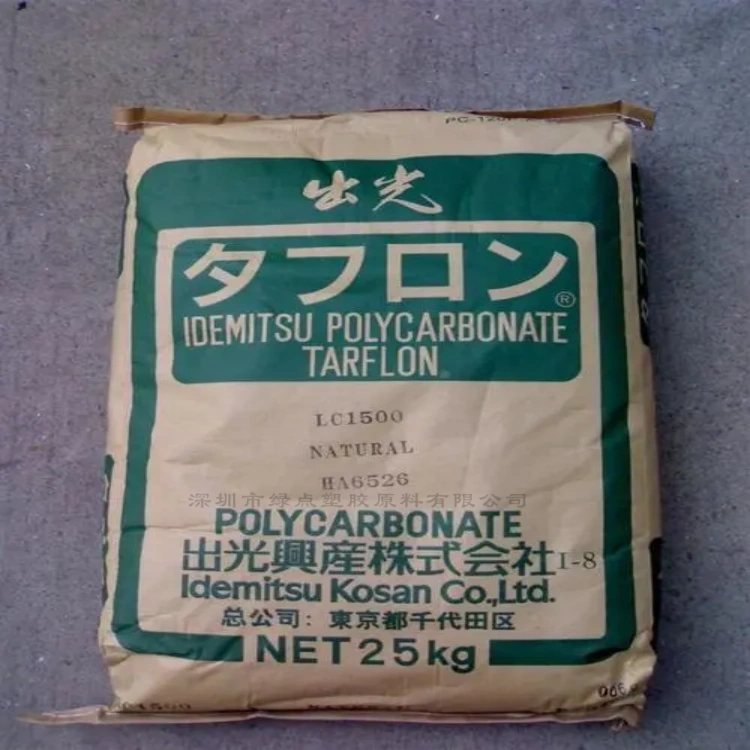 出光
タフロン®
IDEMITSU POLYCARBONATE
TARFLON®
LC1500
NATURAL
HA6526
深圳市绿点塑胶原料有限公司
POLYCARBONATE
出光興産株式会社 I-8
Idemitsu Kosan Co.,Ltd.
总公司：東京都千代田区
NET 25kg